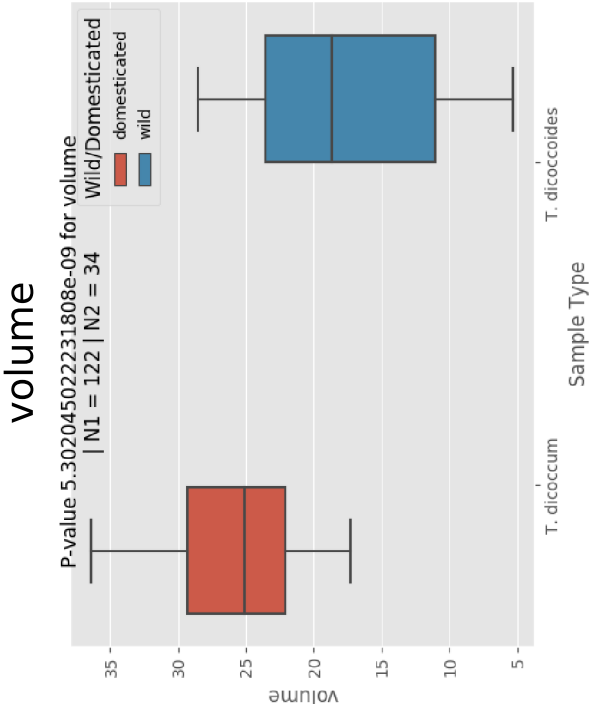 volume
P-value 5.302045022231808e-09 for volume
| N1 = 122 | N2 = 34
Wild/Domesticated
domesticated
wild
volume
35
30
25
20
15
10
5
T. dicoccum
T. dicoccoides
Sample Type